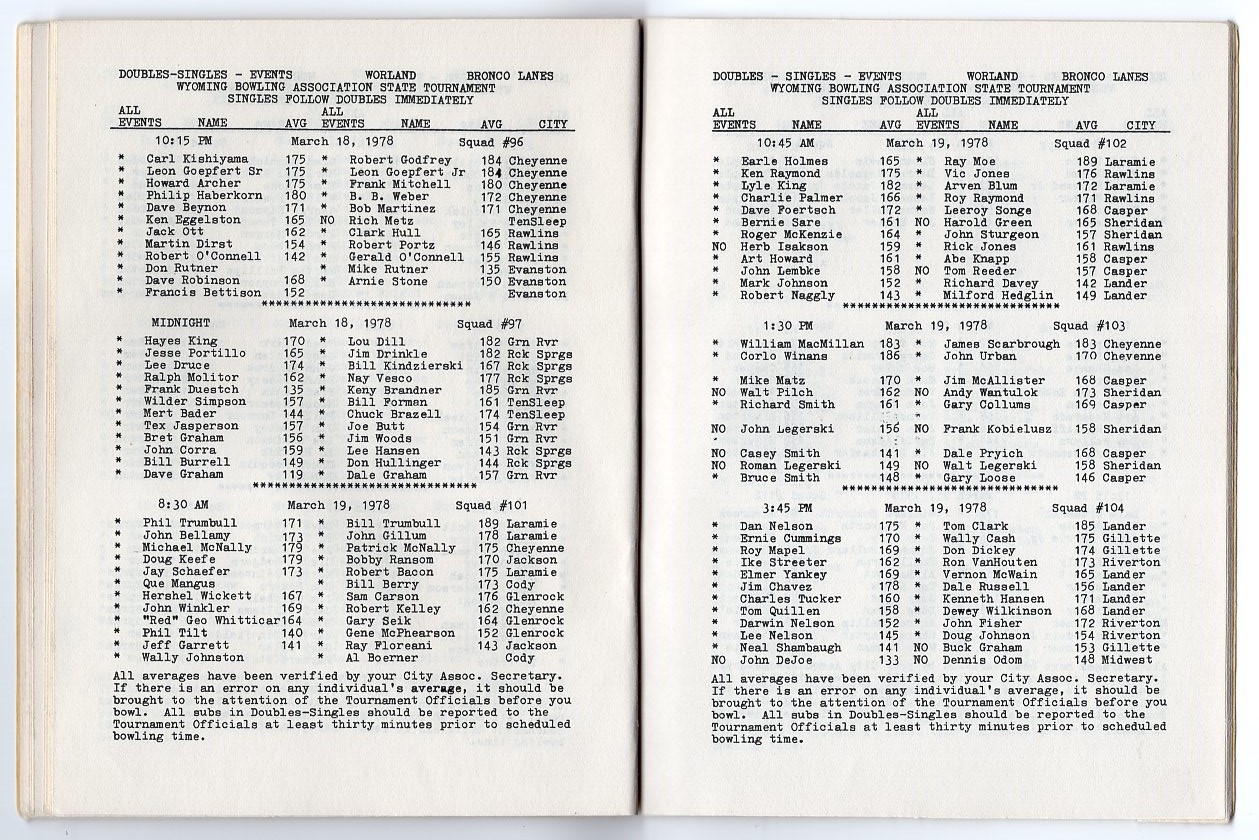 DOUBLES-SINGLES - EVENTS WORLAND BRONCO LANES
WYOMING BOWLING ASSOCIATION STATE TOURNAMENT
SINGLES FOLLOW DOUBLES IMMEDIATELY
ALL ALL
EVENTS NAME AVG EVENTS NAME AVG CITY
10:15 PM March 18, 1978 Squad #96
* Carl Kishiyama 175 * Robert Godfrey 184 Cheyenne
* Leon Goepfert Sr 175 * Leon Goepfert Jr 184 Cheyenne
* Howard Archer 175 * Frank Mitchell 180 Cheyenne
* Philip Haberkorn 180 * B. B. Weber 172 Cheyenne
* Dave Beynon 171 * Bob Martinez 171 Cheyenne
* Ken Eggelston 165 NO Rich Metz TenSleep
* Jack Ott 162 * Clark Hull 165 Rawlins
* Martin Dirst 154 * Robert Portz 146 Rawlins
* Robert O'Connell 142 * Gerald O'Connell 155 Rawlins
* Don Rutner * Mike Rutner 135 Evanston
* Dave Robinson 168 * Arnie Stone 150 Evanston
* Francis Bettison 152 Evanston
******************************
MIDNIGHT March 18, 1978 Squad #97
* Hayes King 170 * Lou Dill 182 Grn Rvr
* Jesse Portillo 165 * Jim Drinkle 182 Rck Sprgs
* Lee Druce 174 * Bill Kindzierski 167 Rck Sprgs
* Ralph Molitor 162 * Nay Vesco 177 Rck Sprgs
* Frank Duestch 135 * Keny Brandner 185 Grn Rvr
* Wilder Simpson 157 * Bill Forman 161 TenSleep
* Mert Bader 144 * Chuck Brazell 174 TenSleep
* Tex Jasperson 157 * Joe Butt 154 Grn Rvr
* Bret Graham 156 * Jim Woods 151 Grn Rvr
* John Corra 159 * Lee Hansen 143 Rck Sprgs
* Bill Burrell 149 * Don Hullinger 144 Rck Sprgs
* Dave Graham 119 * Dale Graham 157 Grn Rvr
********************************
8:30 AM March 19, 1978 Squad #101
* Phil Trumbull 171 * Bill Trumbull 189 Laramie
* John Bellamy 173 * John Gillum 178 Laramie
* Michael McNally 179 * Patrick McNally 175 Cheyenne
* Doug Keefe 179 * Bobby Ransom 170 Jackson
* Jay Schaefer 173 * Robert Bacon 175 Laramie
* Que Mangus * Bill Berry 173 Cody
* Hershel Wickett 167 * Sam Carson 176 Glenrock
* John Winkler 169 * Robert Kelley 162 Cheyenne
* "Red" Geo Whitticar164 * Gary Seik 164 Glenrock
* Phil Tilt 140 * Gene McPhearson 152 Glenrock
* Jeff Garrett 141 * Ray Floreani 143 Jackson
* Wally Johnston * Al Boerner Cody
All averages have been verified by your City Assoc. Secretary.
If there is an error on any individual's average, it should be
brought to the attention of the Tournament Officials before you
bowl. All subs in Doubles-Singles should be reported to the
Tournament Officials at least thirty minutes prior to scheduled
bowling time.
DOUBLES - SINGLES - EVENTS WORLAND BRONCO LANES
WYOMING BOWLING ASSOCIATION STATE TOURNAMENT
SINGLES FOLLOW DOUBLES IMMEDIATELY
ALL ALL
EVENTS NAME AVG EVENTS NAME AVG CITY
10:45 AM March 19, 1978 Squad #102
* Earle Holmes 165 * Ray Moe 189 Laramie
* Ken Raymond 175 * Vic Jones 176 Rawlins
* Lyle King 182 * Arven Blum 172 Laramie
* Charlie Palmer 166 * Roy Raymond 171 Rawlins
* Dave Foertsch 172 * Leeroy Songe 168 Casper
* Bernie Sare 161 NO Harold Green 165 Sheridan
* Roger McKenzie 164 * John Sturgeon 157 Sheridan
NO Herb Isakson 159 * Rick Jones 161 Rawlins
* Art Howard 161 * Abe Knapp 158 Casper
* John Lembke 158 NO Tom Reeder 157 Casper
* Mark Johnson 152 * Richard Davey 142 Lander
* Robert Naggly 143 * Milford Hedglin 149 Lander
*******************************
1:30 PM March 19, 1978 Squad #103
* William MacMillan 183 * James Scarbrough 183 Cheyenne
* Corlo Winans 186 * John Urban 170 Chevenne
* Mike Matz 170 * Jim McAllister 168 Casper
NO Walt Pilch 162 NO Andy Wantulok 173 Sheridan
* Richard Smith 161 * Gary Collums 169 Casper
NO John Legerski 156 NO Frank Kobielusz 158 Sheridan
NO Casey Smith 141 * Dale Pryich 168 Casper
NO Roman Legerski 149 NO Walt Legerski 158 Sheridan
* Bruce Smith 148 * Gary Loose 146 Casper
*******************************
3:45 PM March 19, 1978 Squad #104
* Dan Nelson 175 * Tom Clark 185 Lander
* Ernie Cummings 170 * Wally Cash 175 Gillette
* Roy Mapel 169 * Don Dickey 174 Gillette
* Ike Streeter 162 * Ron VanHouten 173 Riverton
* Elmer Yankey 169 * Vernon McWain 165 Lander
* Jim Chavez 178 * Dale Russell 156 Lander
* Charles Tucker 160 * Kenneth Hansen 171 Lander
* Tom Quillen 158 * Dewey Wilkinson 168 Lander
* Darwin Nelson 152 * John Fisher 172 Riverton
* Lee Nelson 145 * Doug Johnson 154 Riverton
* Neal Shambaugh 141 NO Buck Graham 153 Gillette
NO John DeJoe 133 NO Dennis Odom 148 Midwest
All averages have been verified by your City Assoc. Secretary.
If there is an error on any individual's average, it should be
brought to the attention of the Tournament Officials before you
bowl. All subs in Doubles-Singles should be reported to the
Tournament Officials at least thirty minutes prior to scheduled
bowling time.